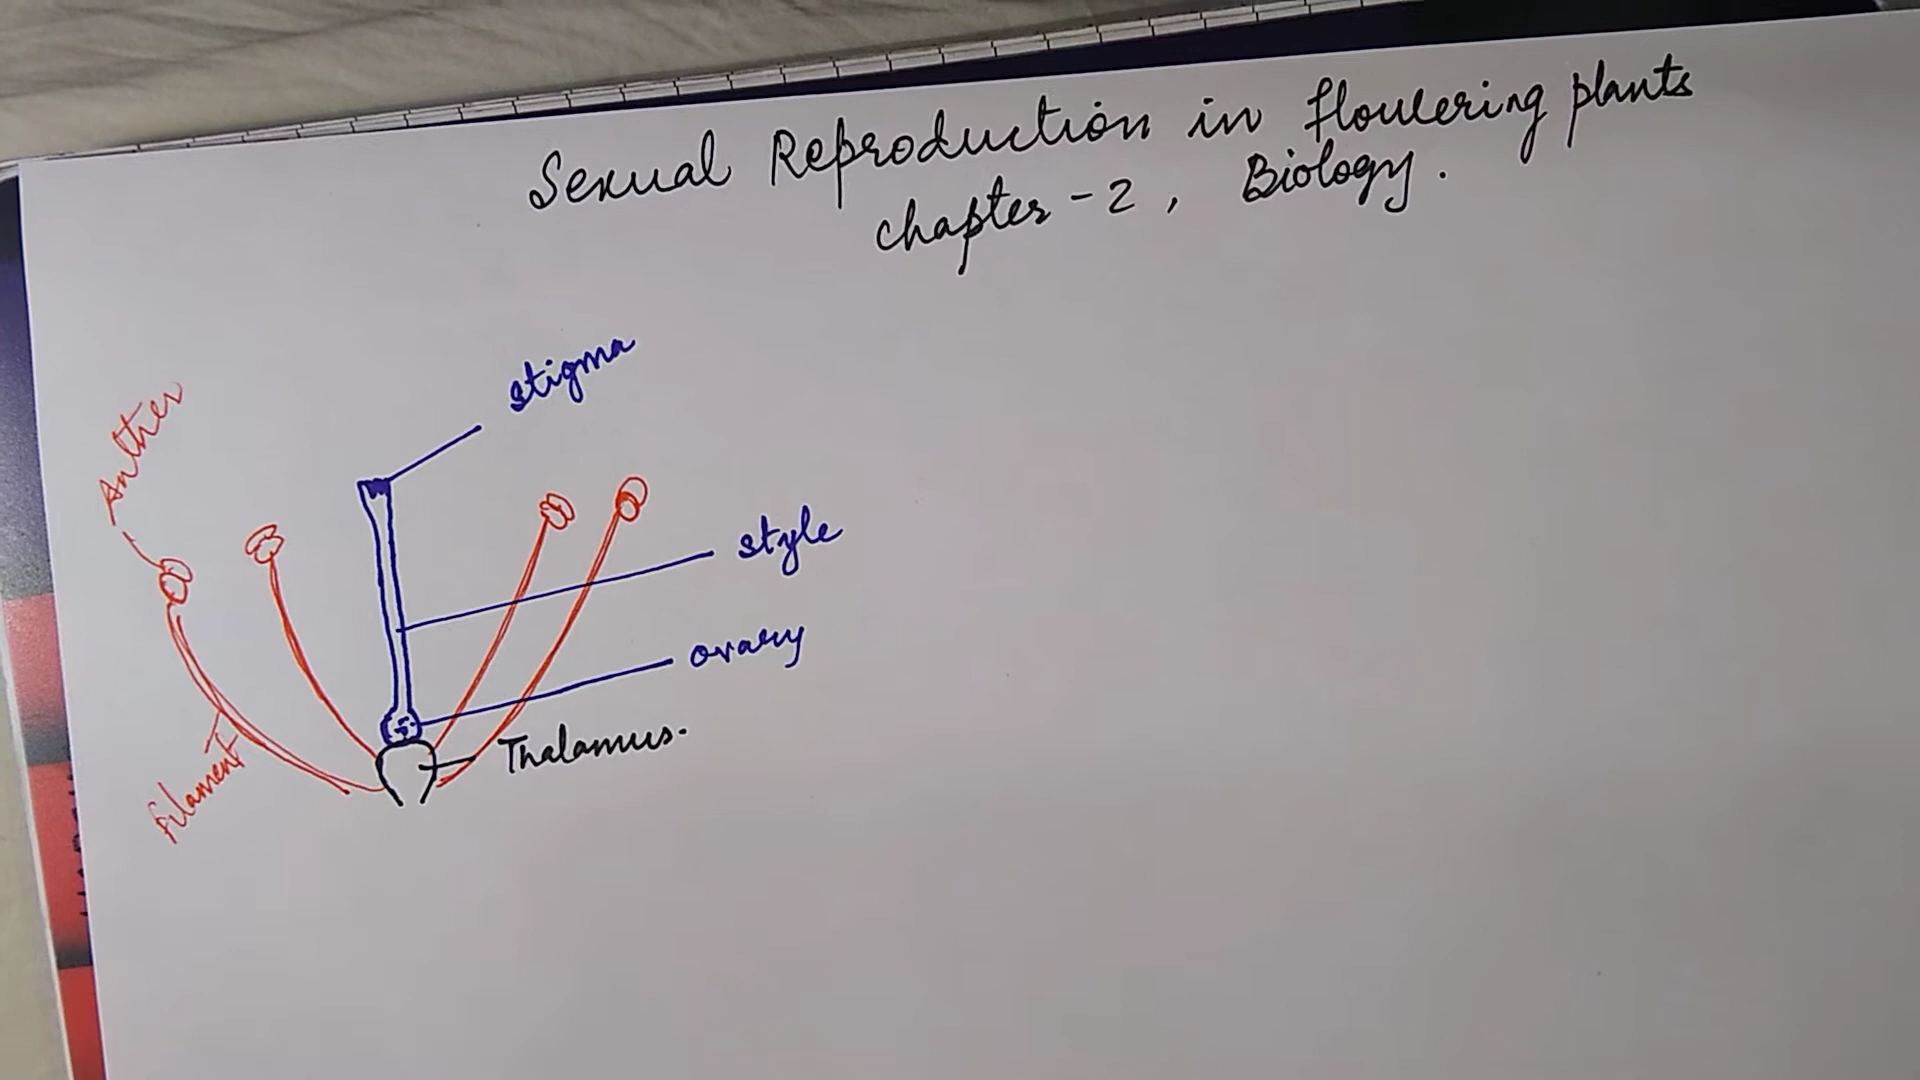 Sexual Reproduction in flowering plants
chapter - 2, Biology.
stigma
Anther
style
ovary
Thalamus.
filament